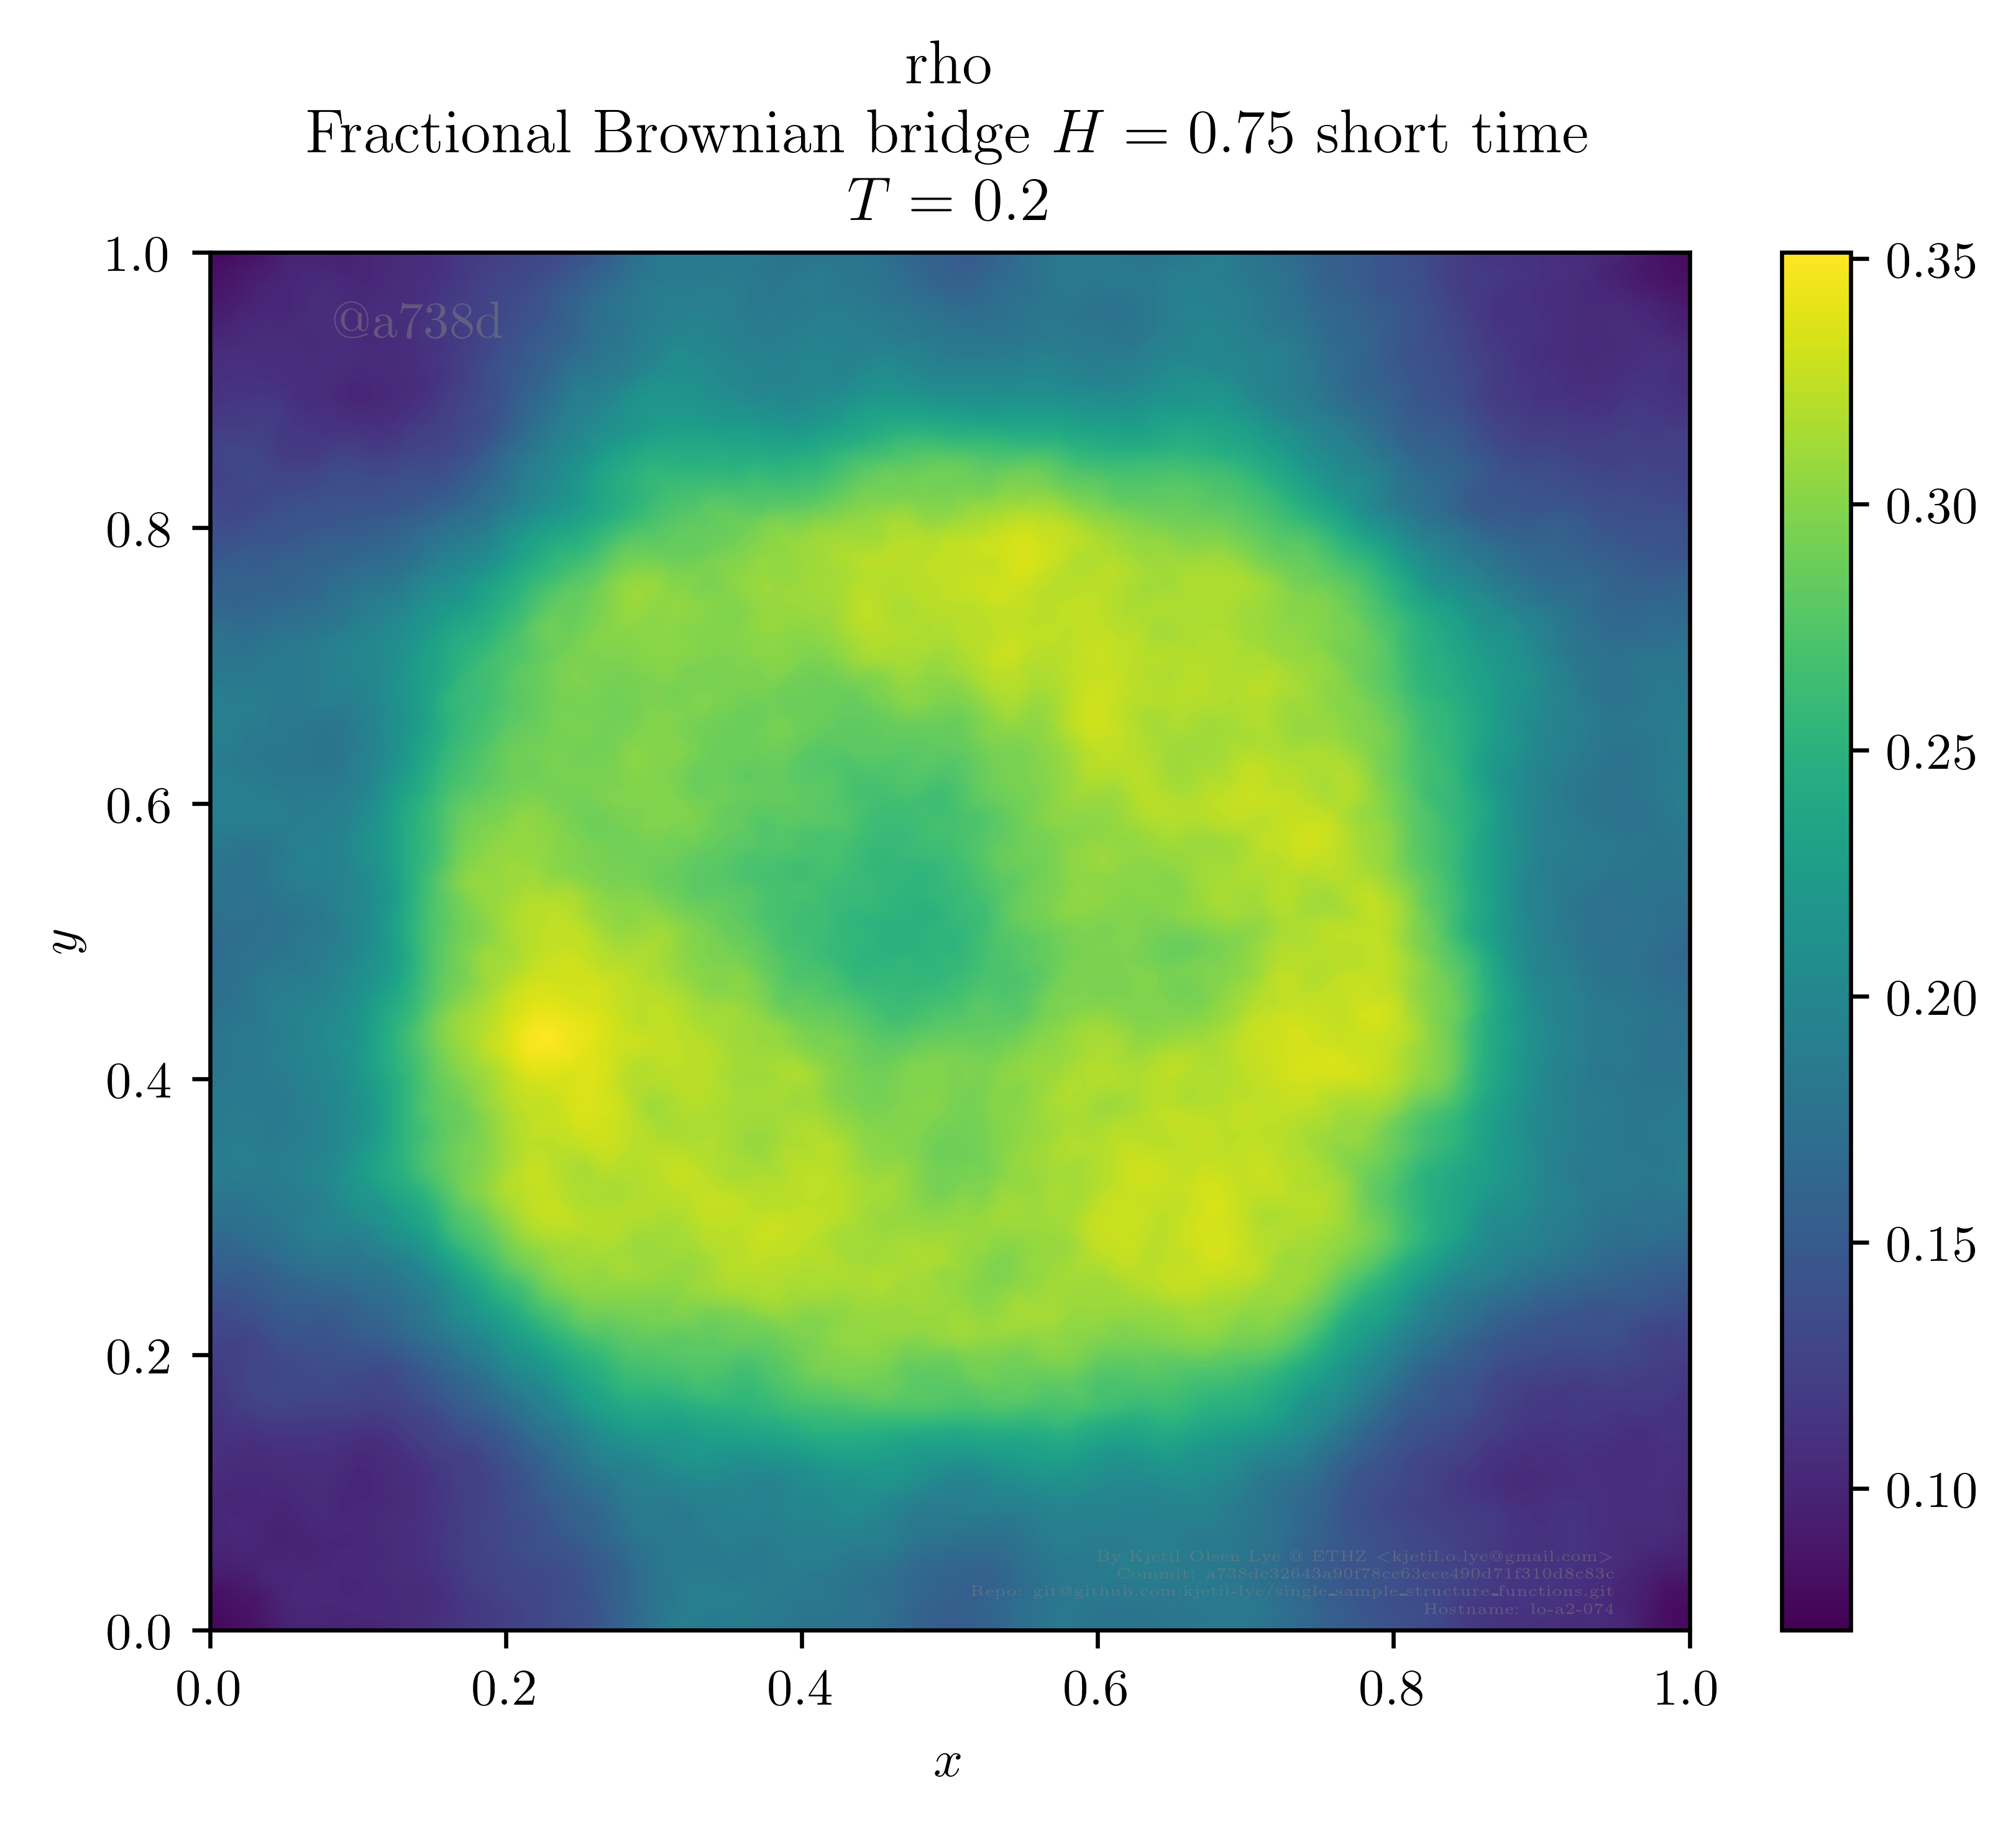 rho
Fractional Brownian bridge H = 0.75 short time
T = 0.2
1.0
0.8
0.6
0.4
0.2
0.0
y
0.0 0.2 0.4 0.6 0.8 1.0
x
0.35
0.30
0.25
0.20
0.15
0.10
@a738d
By Kjetil Olsen Lye @ ETHZ <kjetil.o.lye@gmail.com>
Commit: a738dc32643a90f78ce63eee490d71f310d8c83c
Repo: git@github.com:kjetil-lye/single_sample_structure_functions.git
Hostname: lo-a2-074